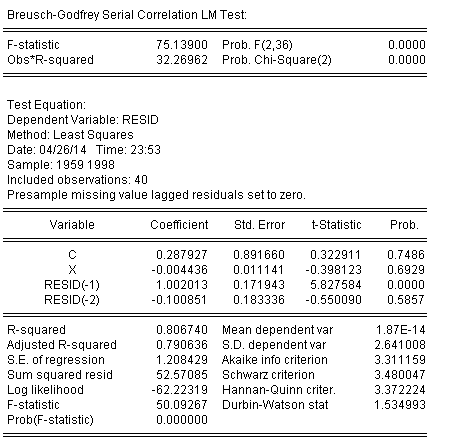 Breusch-Godfrey Serial Correlation LM Test:
F-statistic 75.13900 Prob. F(2,36) 0.0000
Obs*R-squared 32.26962 Prob. Chi-Square(2) 0.0000
Test Equation:
Dependent Variable: RESID
Method: Least Squares
Date: 04/26/14 Time: 23:53
Sample: 1959 1998
Included observations: 40
Presample missing value lagged residuals set to zero.
Variable Coefficient Std. Error t-Statistic Prob.
C 0.287927 0.891660 0.322911 0.7486
X -0.004436 0.011141 -0.398123 0.6929
RESID(-1) 1.002013 0.171943 5.827584 0.0000
RESID(-2) -0.100851 0.183336 -0.550090 0.5857
R-squared 0.806740 Mean dependent var 1.87E-14
Adjusted R-squared 0.790636 S.D. dependent var 2.641008
S.E. of regression 1.208429 Akaike info criterion 3.311159
Sum squared resid 52.57085 Schwarz criterion 3.480047
Log likelihood -62.22319 Hannan-Quinn criter. 3.372224
F-statistic 50.09267 Durbin-Watson stat 1.534993
Prob(F-statistic) 0.000000